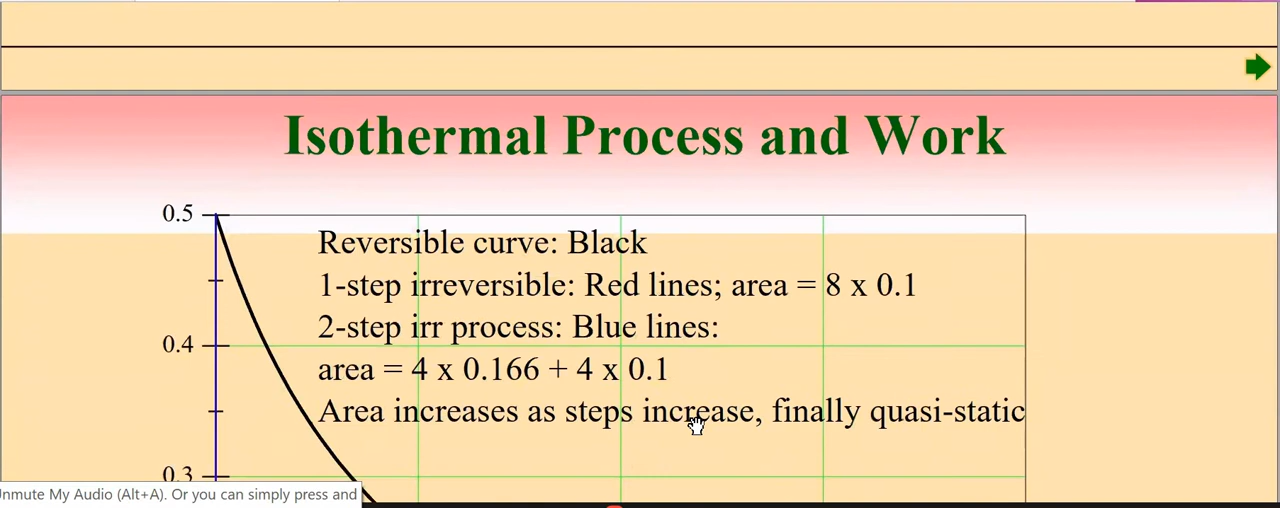 Isothermal Process and Work
0.5
Reversible curve: Black
1-step irreversible: Red lines; area = 8 x 0.1
2-step irr process: Blue lines:
0.4
area = 4 x 0.166 + 4 x 0.1
Area increases as steps increase, finally quasi-static
0.3
Unmute My Audio (Alt+A). Or you can simply press and